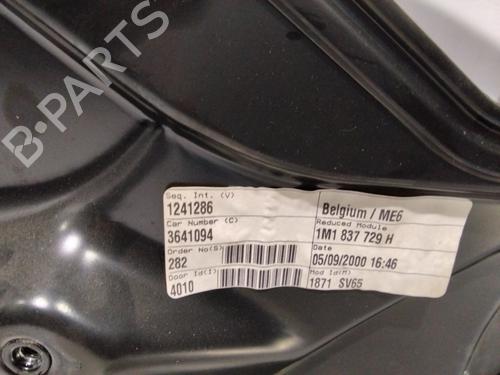 B-PARTS
Seq. Int. (V)
1241286
Car Number (C)
3641094
Order No(S)
282
Door Id(I)
4010
Belgium / ME6
Reduced Module
1M1 837 729 H
Date
05/09/2000 16:46
Mod Id(M)
1871 SV65